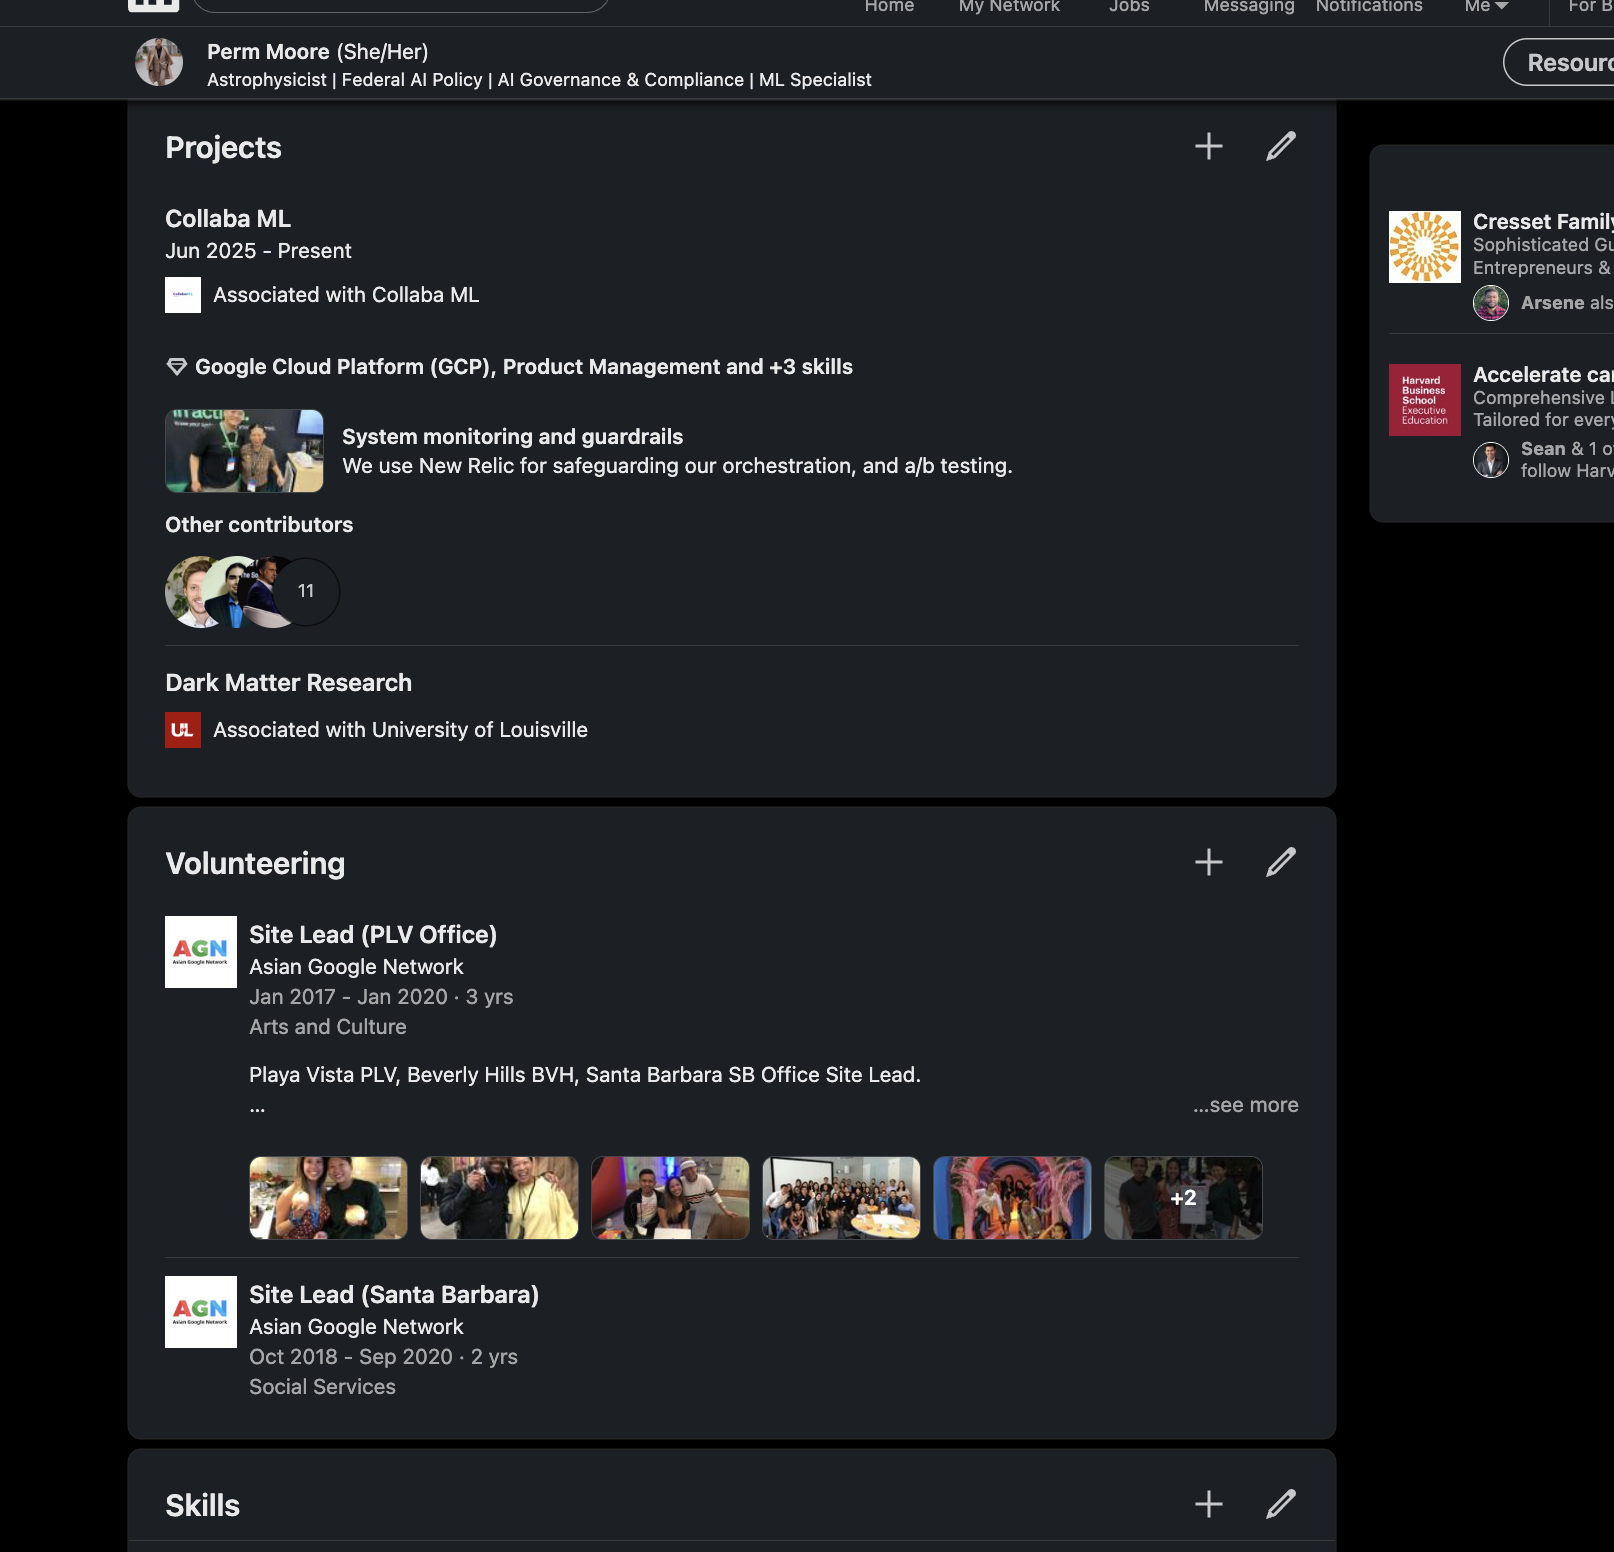 Home
My Network
Jobs
Messaging
Notifications
Me
For B
Perm Moore (She/Her)
Astrophysicist | Federal AI Policy | AI Governance & Compliance | ML Specialist
Resourc
Projects
Collaba ML
Jun 2025 - Present
Associated with Collaba ML
Google Cloud Platform (GCP), Product Management and +3 skills
System monitoring and guardrails
We use New Relic for safeguarding our orchestration, and a/b testing.
Other contributors
11
Dark Matter Research
Associated with University of Louisville
Volunteering
AGN
Asian Google Network
Site Lead (PLV Office)
Asian Google Network
Jan 2017 - Jan 2020 · 3 yrs
Arts and Culture
Playa Vista PLV, Beverly Hills BVH, Santa Barbara SB Office Site Lead.
...
...see more
+2
AGN
Asian Google Network
Site Lead (Santa Barbara)
Asian Google Network
Oct 2018 - Sep 2020 · 2 yrs
Social Services
Skills
Cresset Family
Sophisticated Gu
Entrepreneurs &
Arsene als
Harvard
Business
School
Executive
Education
Accelerate car
Comprehensive L
Tailored for every
Sean & 1 o
follow Harv